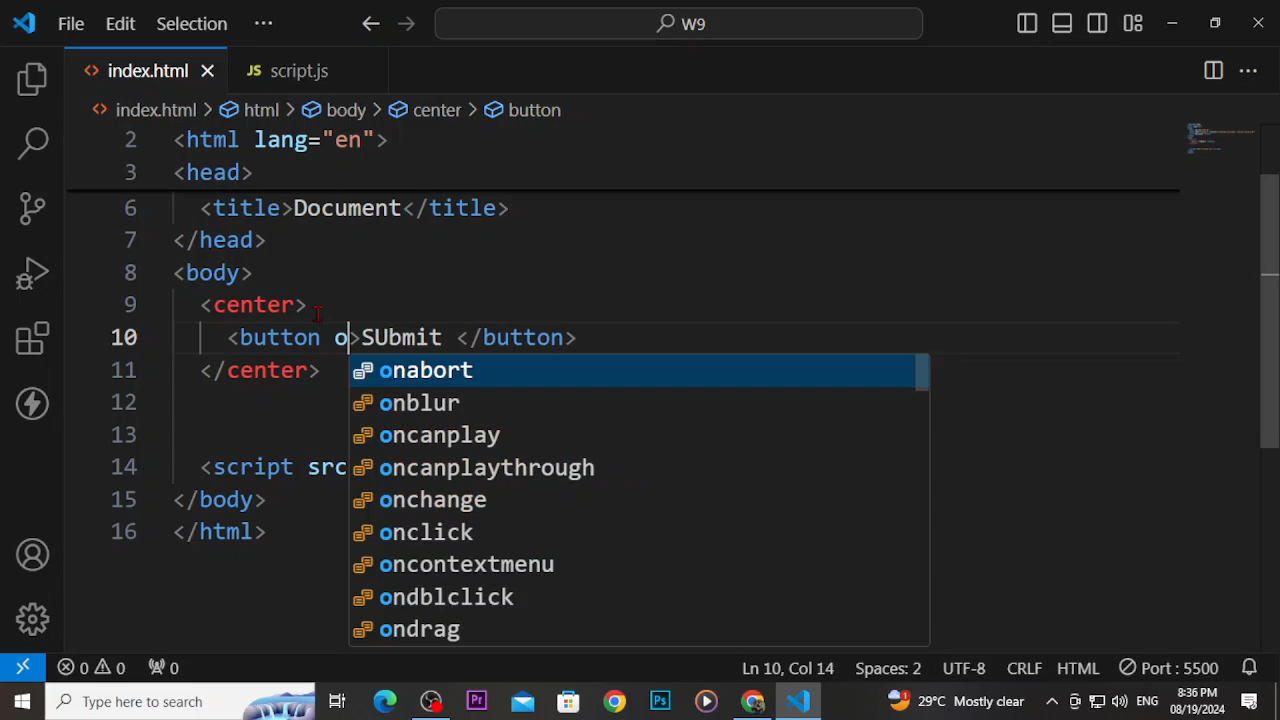 File Edit Selection ··· W9
index.html script.js
JS
index.html > html > body > center > button
2 <html lang="en">
3 <head>
6 <title>Document</title>
7 </head>
8 <body>
9 <center>
10 <button o>SUbmit </button>
11 </center>
onabort
12
onblur
13
oncanplay
14 <script src
oncanplaythrough
15 </body>
onchange
16 </html>
onclick
oncontextmenu
ondblclick
ondrag
0 0 0 Ln 10, Col 14 Spaces: 2 UTF-8 CRLF HTML Port : 5500
Type here to search Pr Ps 1 29°C Mostly clear ENG 8:36 PM
08/19/2024